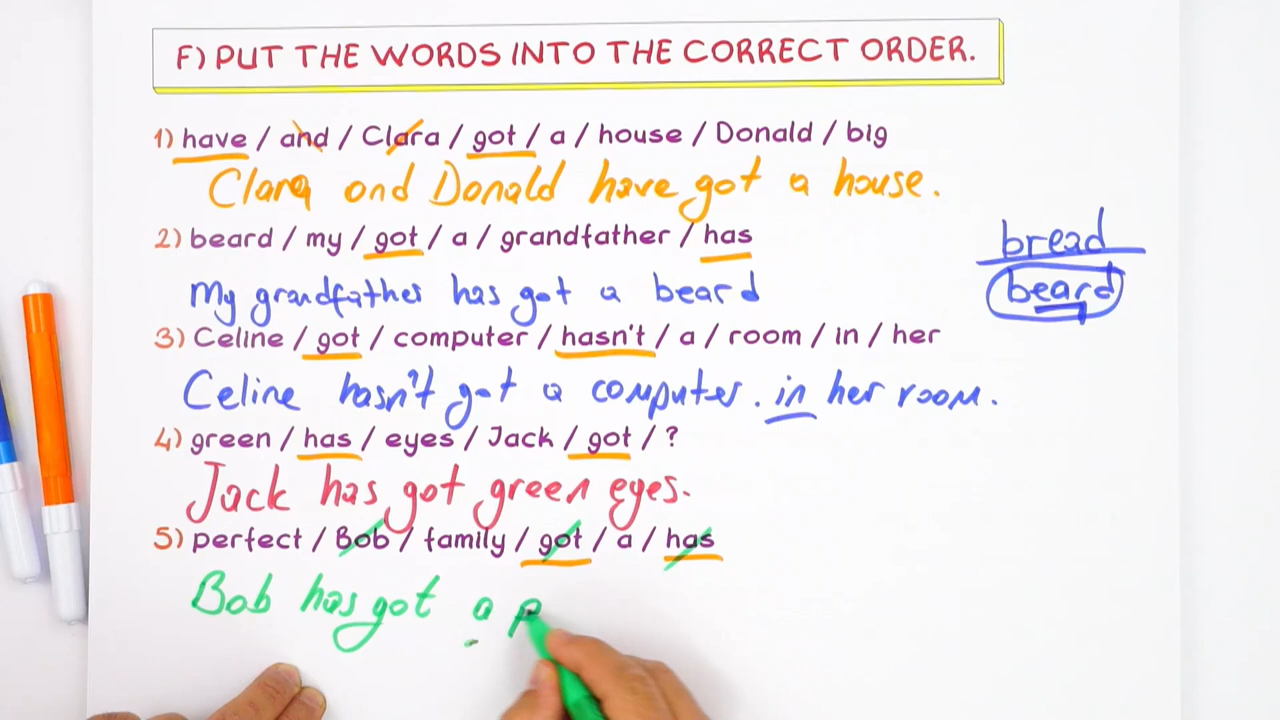 F) PUT THE WORDS INTO THE CORRECT ORDER.
1) have / and / Clara / got / a / house / Donald / big
Clara and Donald have got a house.
2) beard / my / got / a / grandfather / has
bread
My grandfather has got a beard
beard
3) Celine / got / computer / hasn't / a / room / in / her
Celine hasn't got a computer. in her room.
4) green / has / eyes / Jack / got / ?
Jack has got green eyes.
5) perfect / Bob / family / got / a / has
Bob has got a p